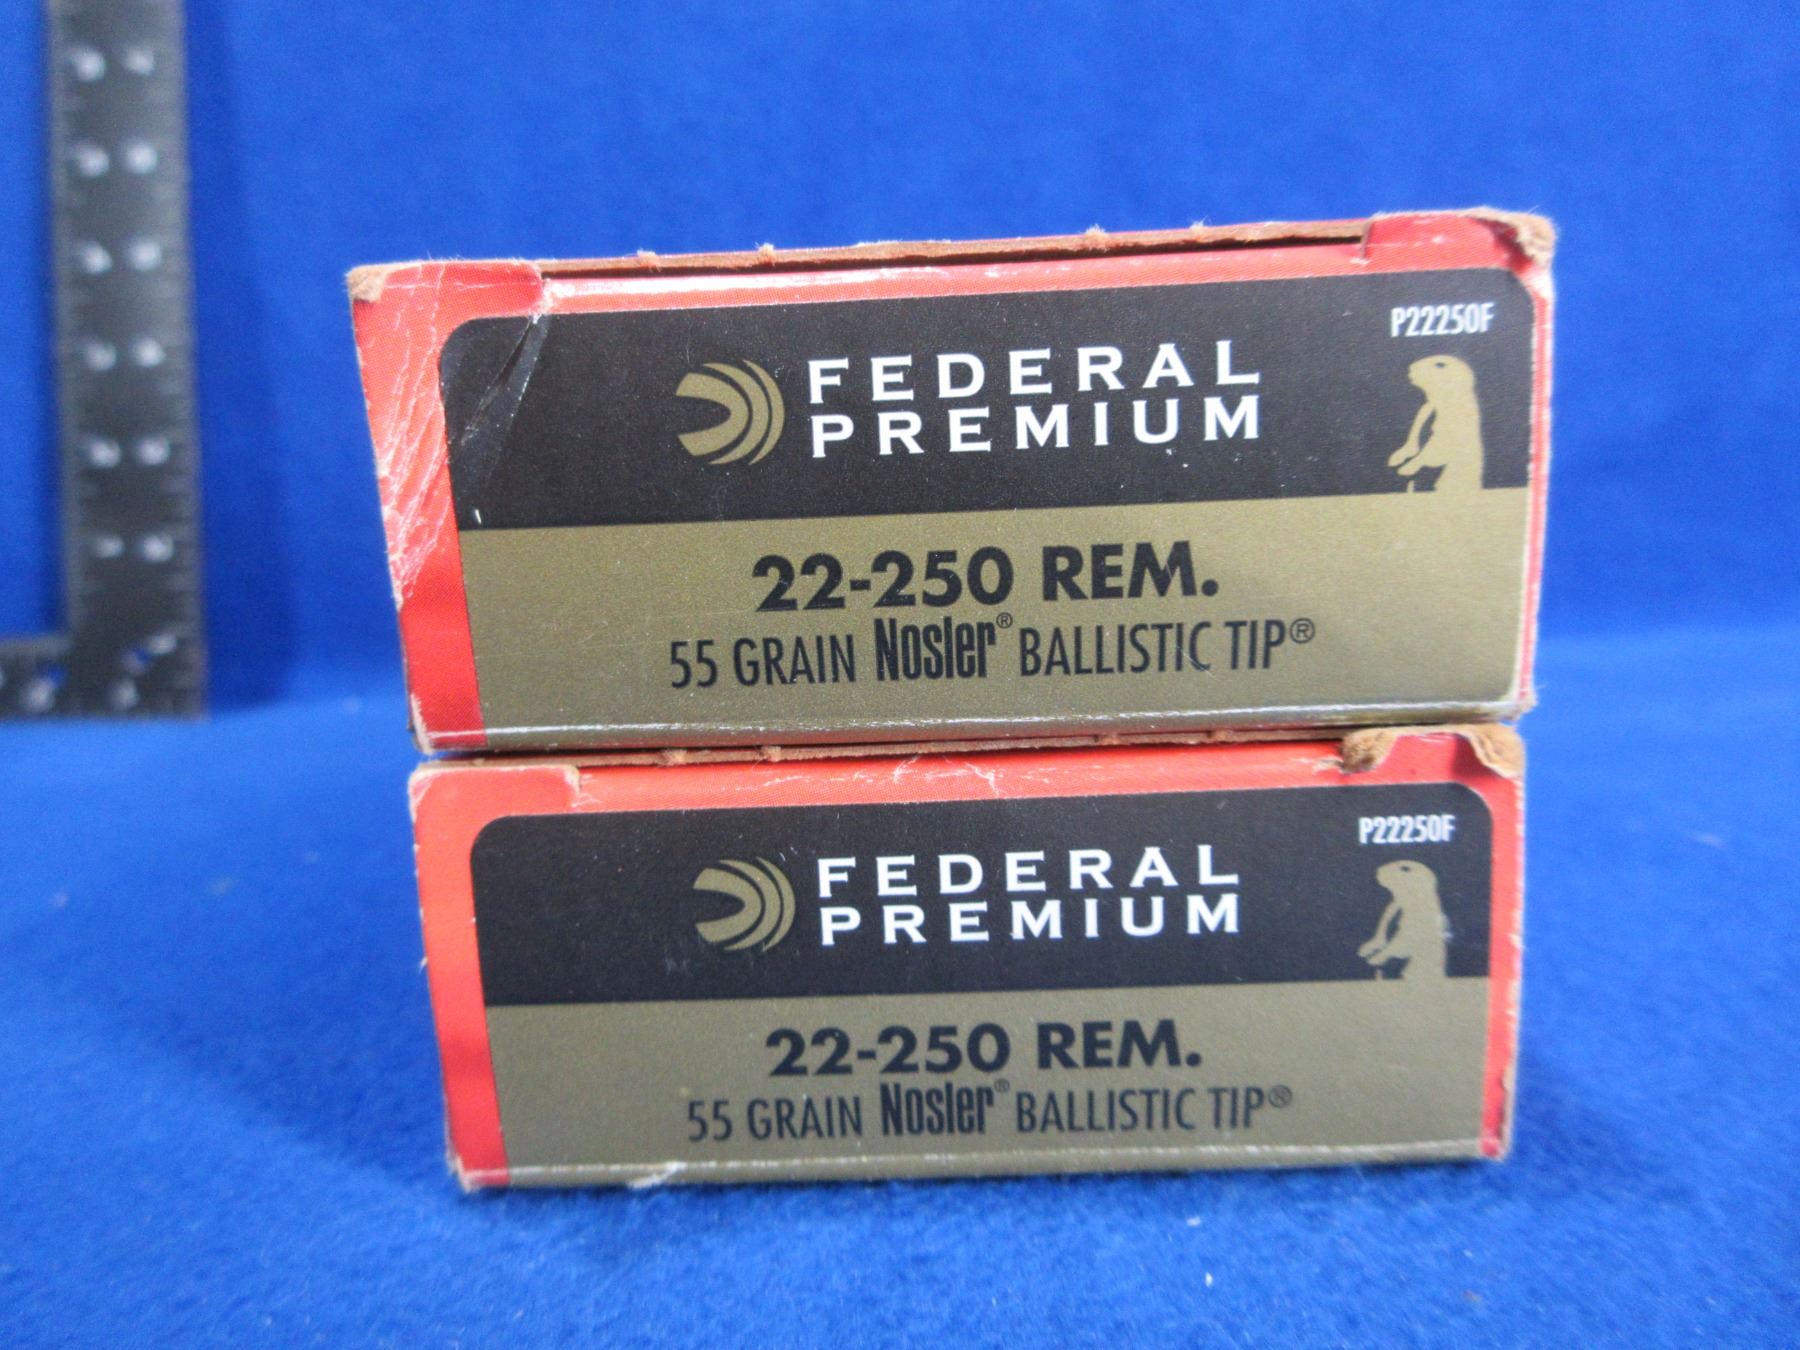 P22250F
FEDERAL
PREMIUM
22-250 REM.
55 GRAIN Nosler® BALLISTIC TIP®
P22250F
FEDERAL
PREMIUM
22-250 REM.
55 GRAIN Nosler® BALLISTIC TIP®